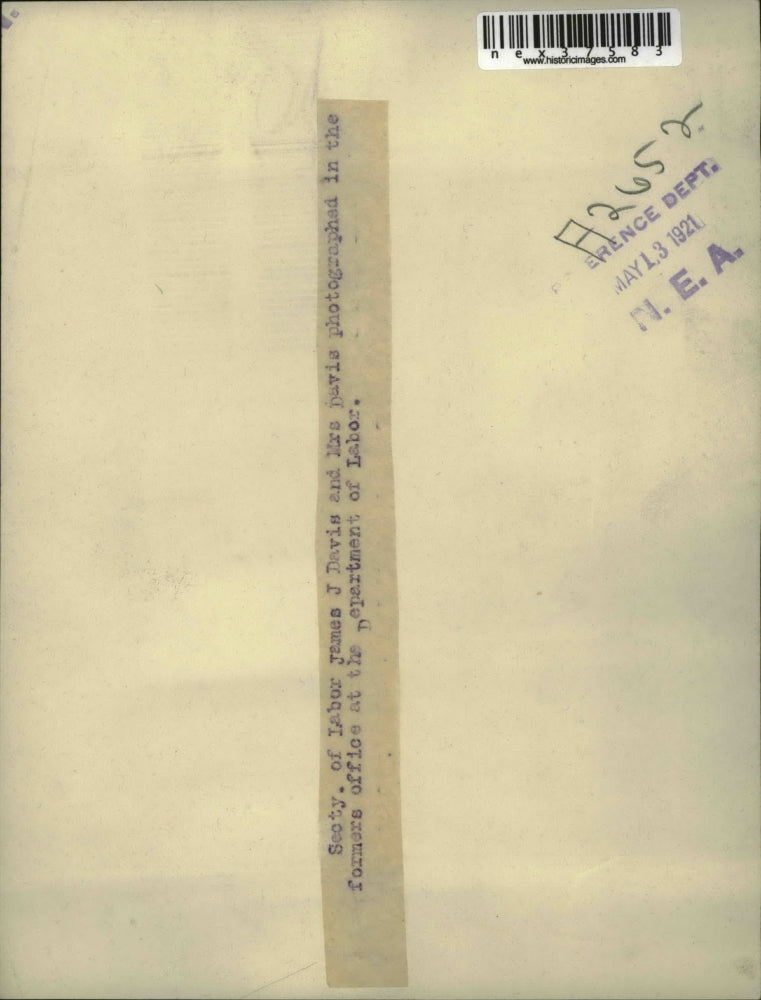 nex37583
www.historicimages.com
A2652
ERENCE DEPT.
MAY 13 1921
N. E. A.
Secty. of Labor James J Davis and Mrs Davis photographed in the
formers office at the Department of Labor.